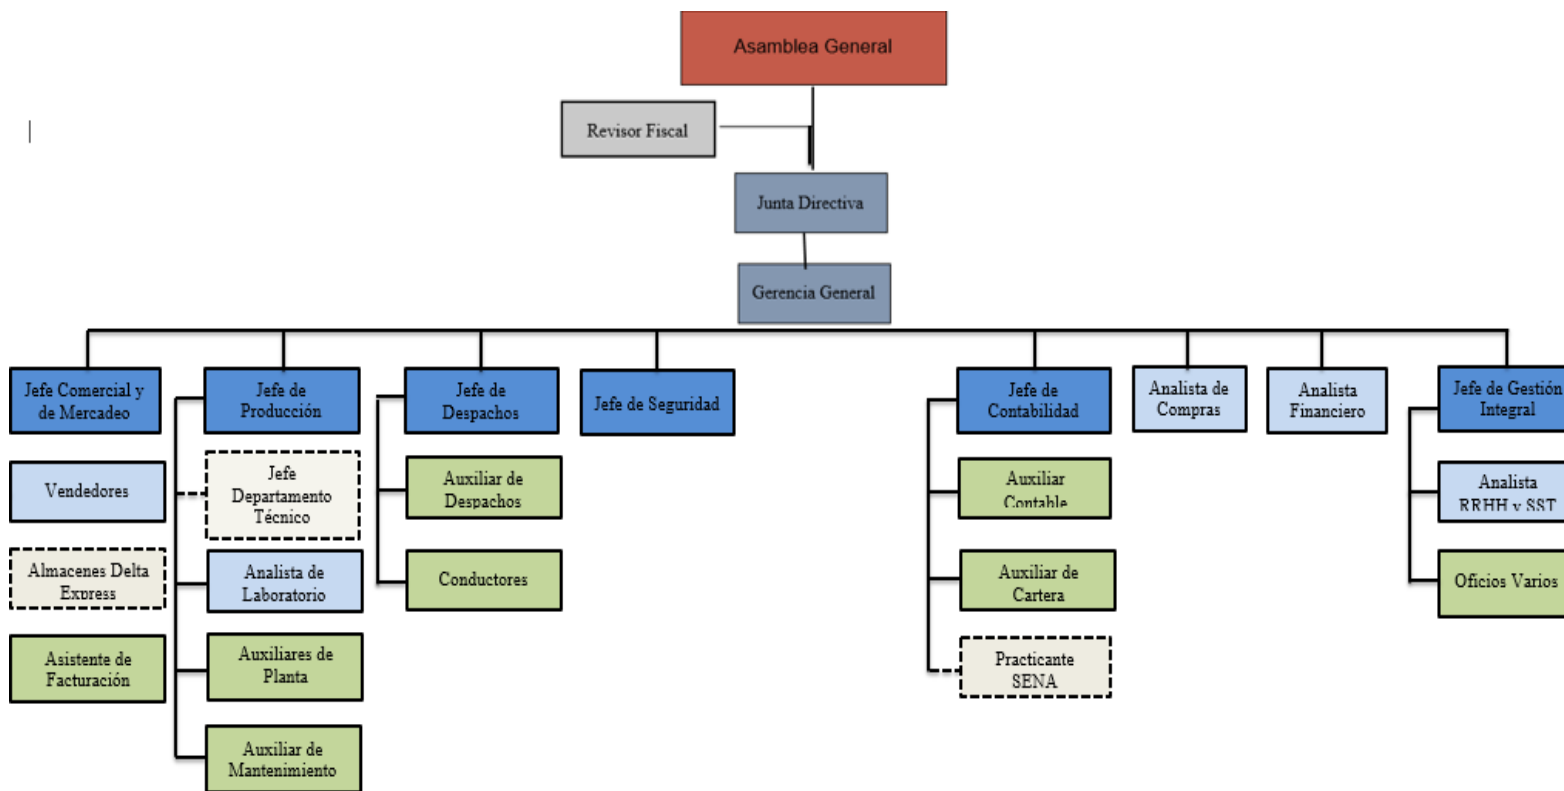 Asamblea General
Revisor Fiscal
Junta Directiva
Gerencia General
Jefe Comercial y
de Mercadeo
Jefe de
Producción
Jefe de
Despachos
Jefe de Seguridad
Jefe de
Contabilidad
Analista de
Compras
Analista
Financiero
Jefe de Gestión
Integral
Vendedores
Jefe
Departamento
Técnico
Auxiliar de
Despachos
Auxiliar
Contable
Analista
RRHH y SST
Almacenes Delta
Express
Analista de
Laboratorio
Conductores
Auxiliar de
Cartera
Oficios Varios
Asistente de
Facturación
Auxiliares de
Planta
Practicante
SENA
Auxiliar de
Mantenimiento